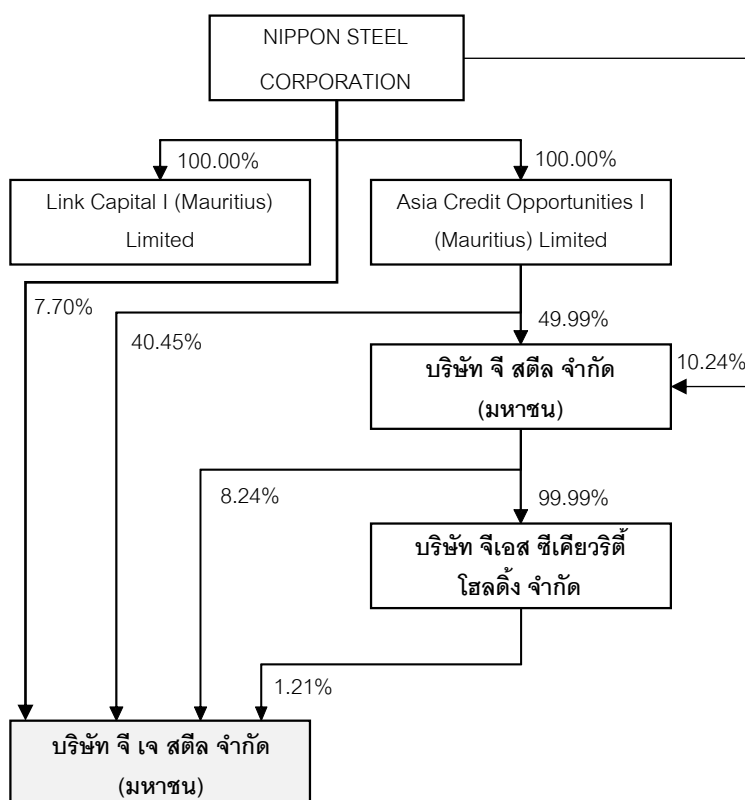 NIPPON STEEL
CORPORATION
100.00%
100.00%
Link Capital I (Mauritius)
Limited
Asia Credit Opportunities I
(Mauritius) Limited
7.70%
40.45%
49.99%
บริษัท จี สตีล จำกัด
(มหาชน)
10.24%
8.24%
99.99%
บริษัท จีเอส ซีเคียวริตี้
โฮลดิ้ง จำกัด
1.21%
บริษัท จี เจ สตีล จำกัด
(มหาชน)